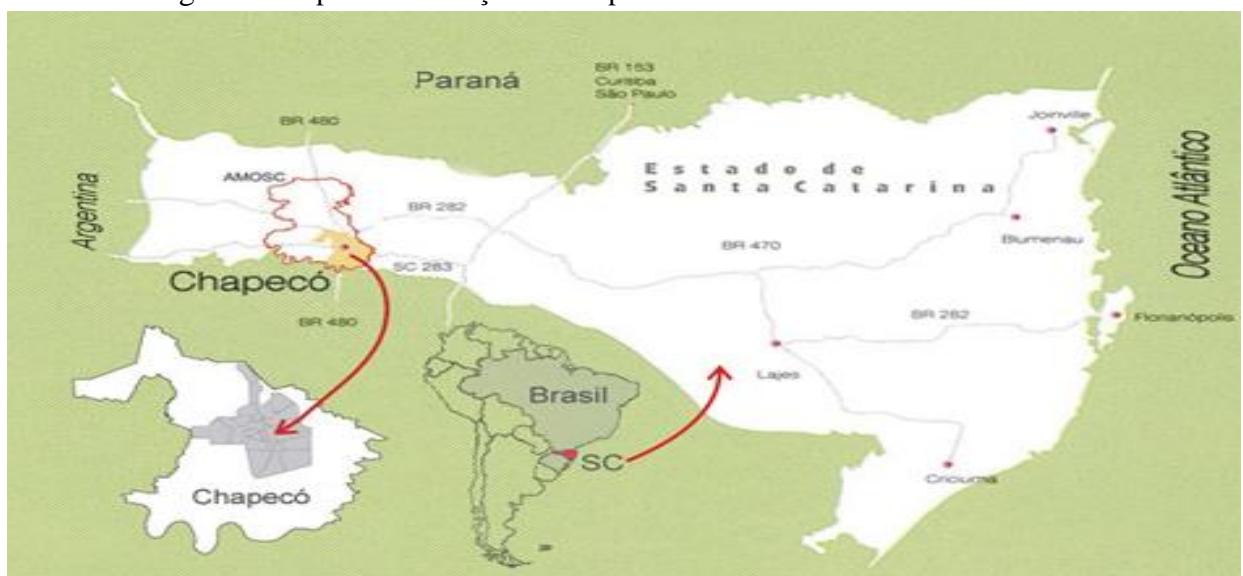 Paraná
BR 153
Curitiba
São Paulo
BR 480
Joinville
AMOSC
Estado de
Santa Catarina
Oceano Atlântico
Argentina
BR 282
Blumenau
BR 470
SC 283
Chapecó
BR 480
BR 282
Florianópolis
Lajes
Brasil
SC
Criciuma
Chapecó